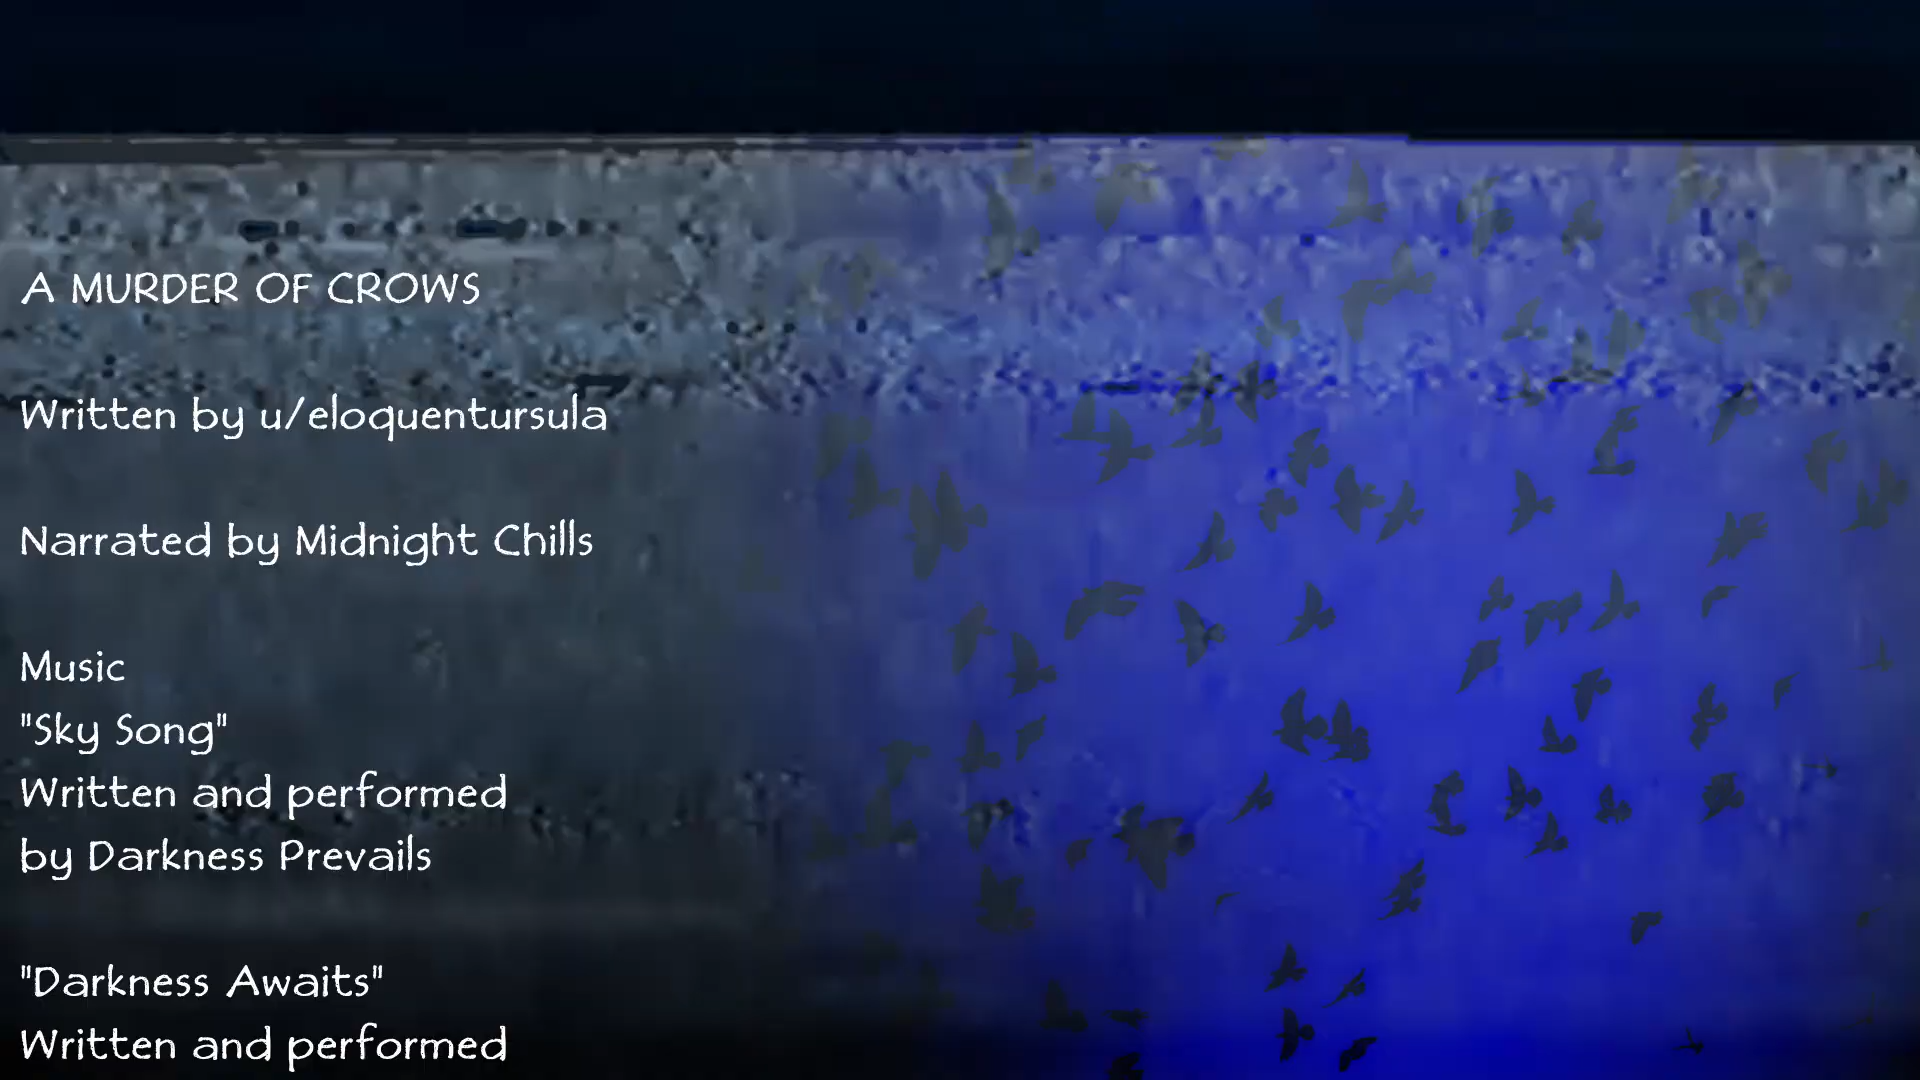 A MURDER OF CROWS
Written by u/eloquentursula
Narrated by Midnight Chills
Music
"Sky Song"
Written and performed
by Darkness Prevails
"Darkness Awaits"
Written and performed